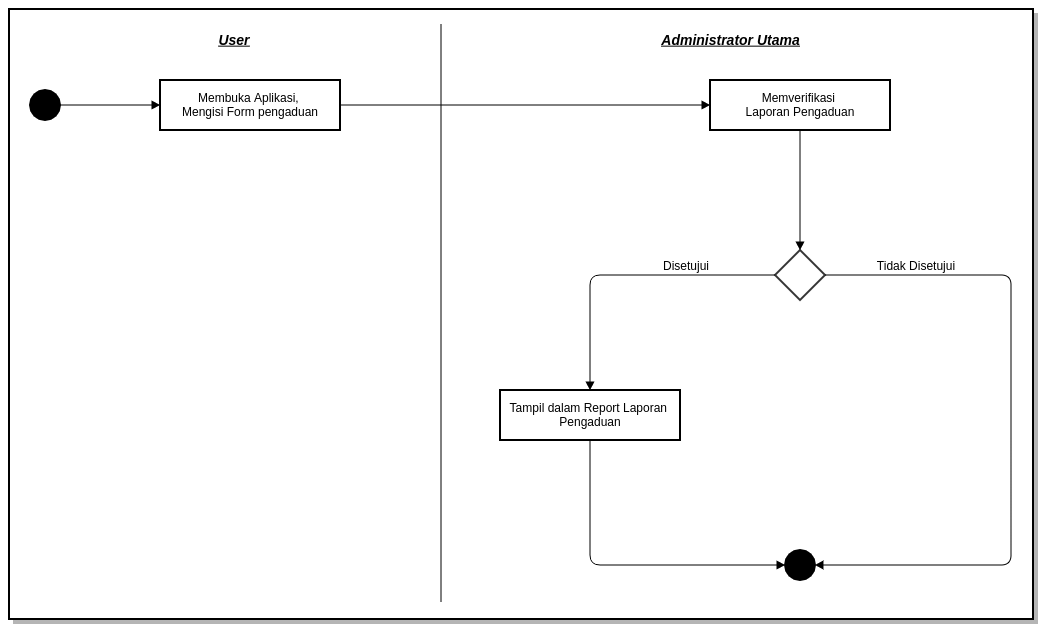 User
Administrator Utama
Membuka Aplikasi,
Mengisi Form pengaduan
Memverifikasi
Laporan Pengaduan
Disetujui
Tidak Disetujui
Tampil dalam Report Laporan
Pengaduan